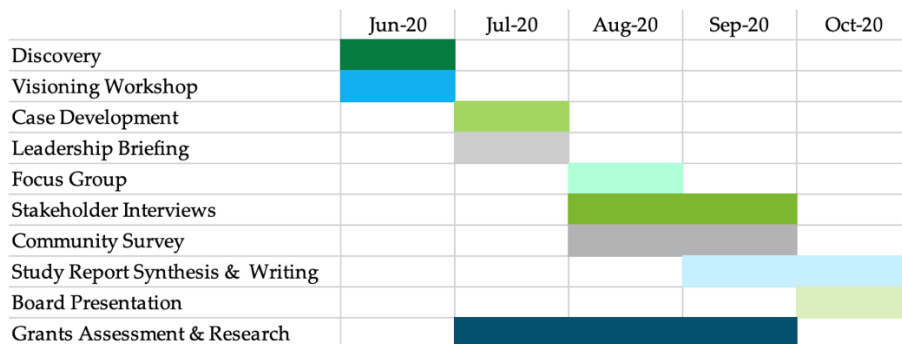 Jun-20 Jul-20 Aug-20 Sep-20 Oct-20
Discovery
Visioning Workshop
Case Development
Leadership Briefing
Focus Group
Stakeholder Interviews
Community Survey
Study Report Synthesis & Writing
Board Presentation
Grants Assessment & Research